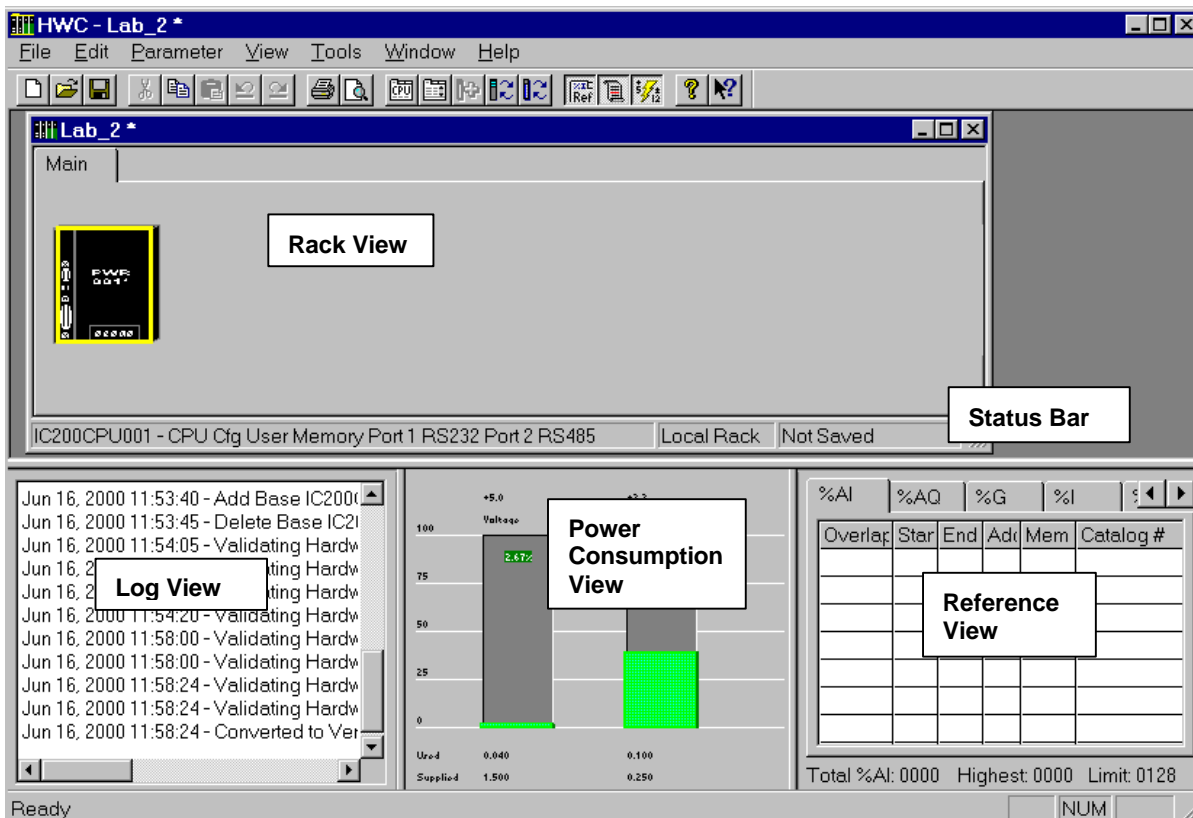 HWC - Lab_2 *
File Edit Parameter View Tools Window Help
CPU
Ref
Lab_2 *
Main
PWR
001
Rack View
Status Bar
IC200CPU001 - CPU Cfg User Memory Port 1 RS232 Port 2 RS485 Local Rack Not Saved
Jun 16, 2000 11:53:40 - Add Base IC200
Jun 16, 2000 11:53:45 - Delete Base IC2
Jun 16, 2000 11:54:05 - Validating Hardw
Jun 16, 2 ating Hardw
Jun 16, 2 ating Hardw
Jun 16, 2000 11:54:20 - Validating Hardw
Jun 16, 2000 11:58:00 - Validating Hardw
Jun 16, 2000 11:58:00 - Validating Hardw
Jun 16, 2000 11:58:24 - Validating Hardw
Jun 16, 2000 11:58:24 - Validating Hardw
Jun 16, 2000 11:58:24 - Converted to Ver
Log View
+5.0
Voltage
100
2.67%
75
50
25
0
Used 0.040 0.100
Supplied 1.500 0.250
Power
Consumption
View
%AI %AQ %G %I
Overlap Star End Add Mem Catalog #
Reference
View
Total %AI: 0000 Highest: 0000 Limit: 0128
Ready NUM